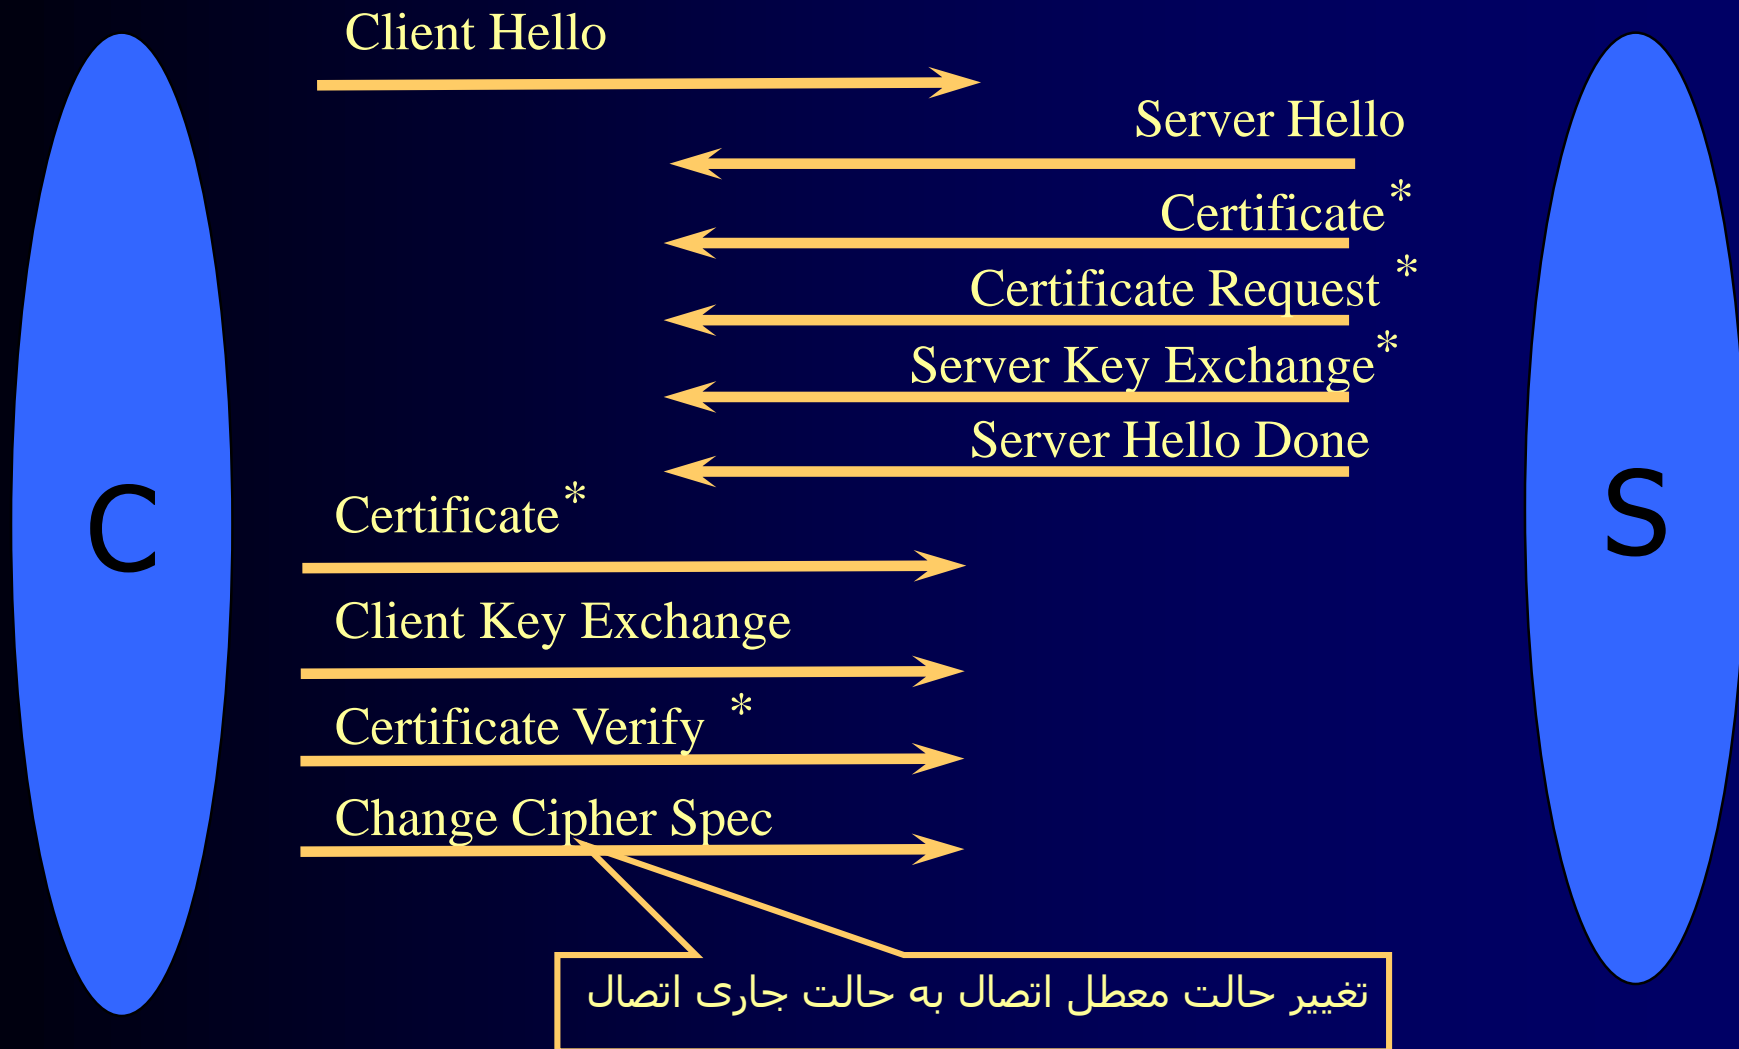 Client Hello
Server Hello
Certificate*
Certificate Request *
Server Key Exchange*
Server Hello Done
Certificate*
C
S
Client Key Exchange
Certificate Verify *
Change Cipher Spec
تغییر حالت معطل اتصال به حالت جاری اتصال